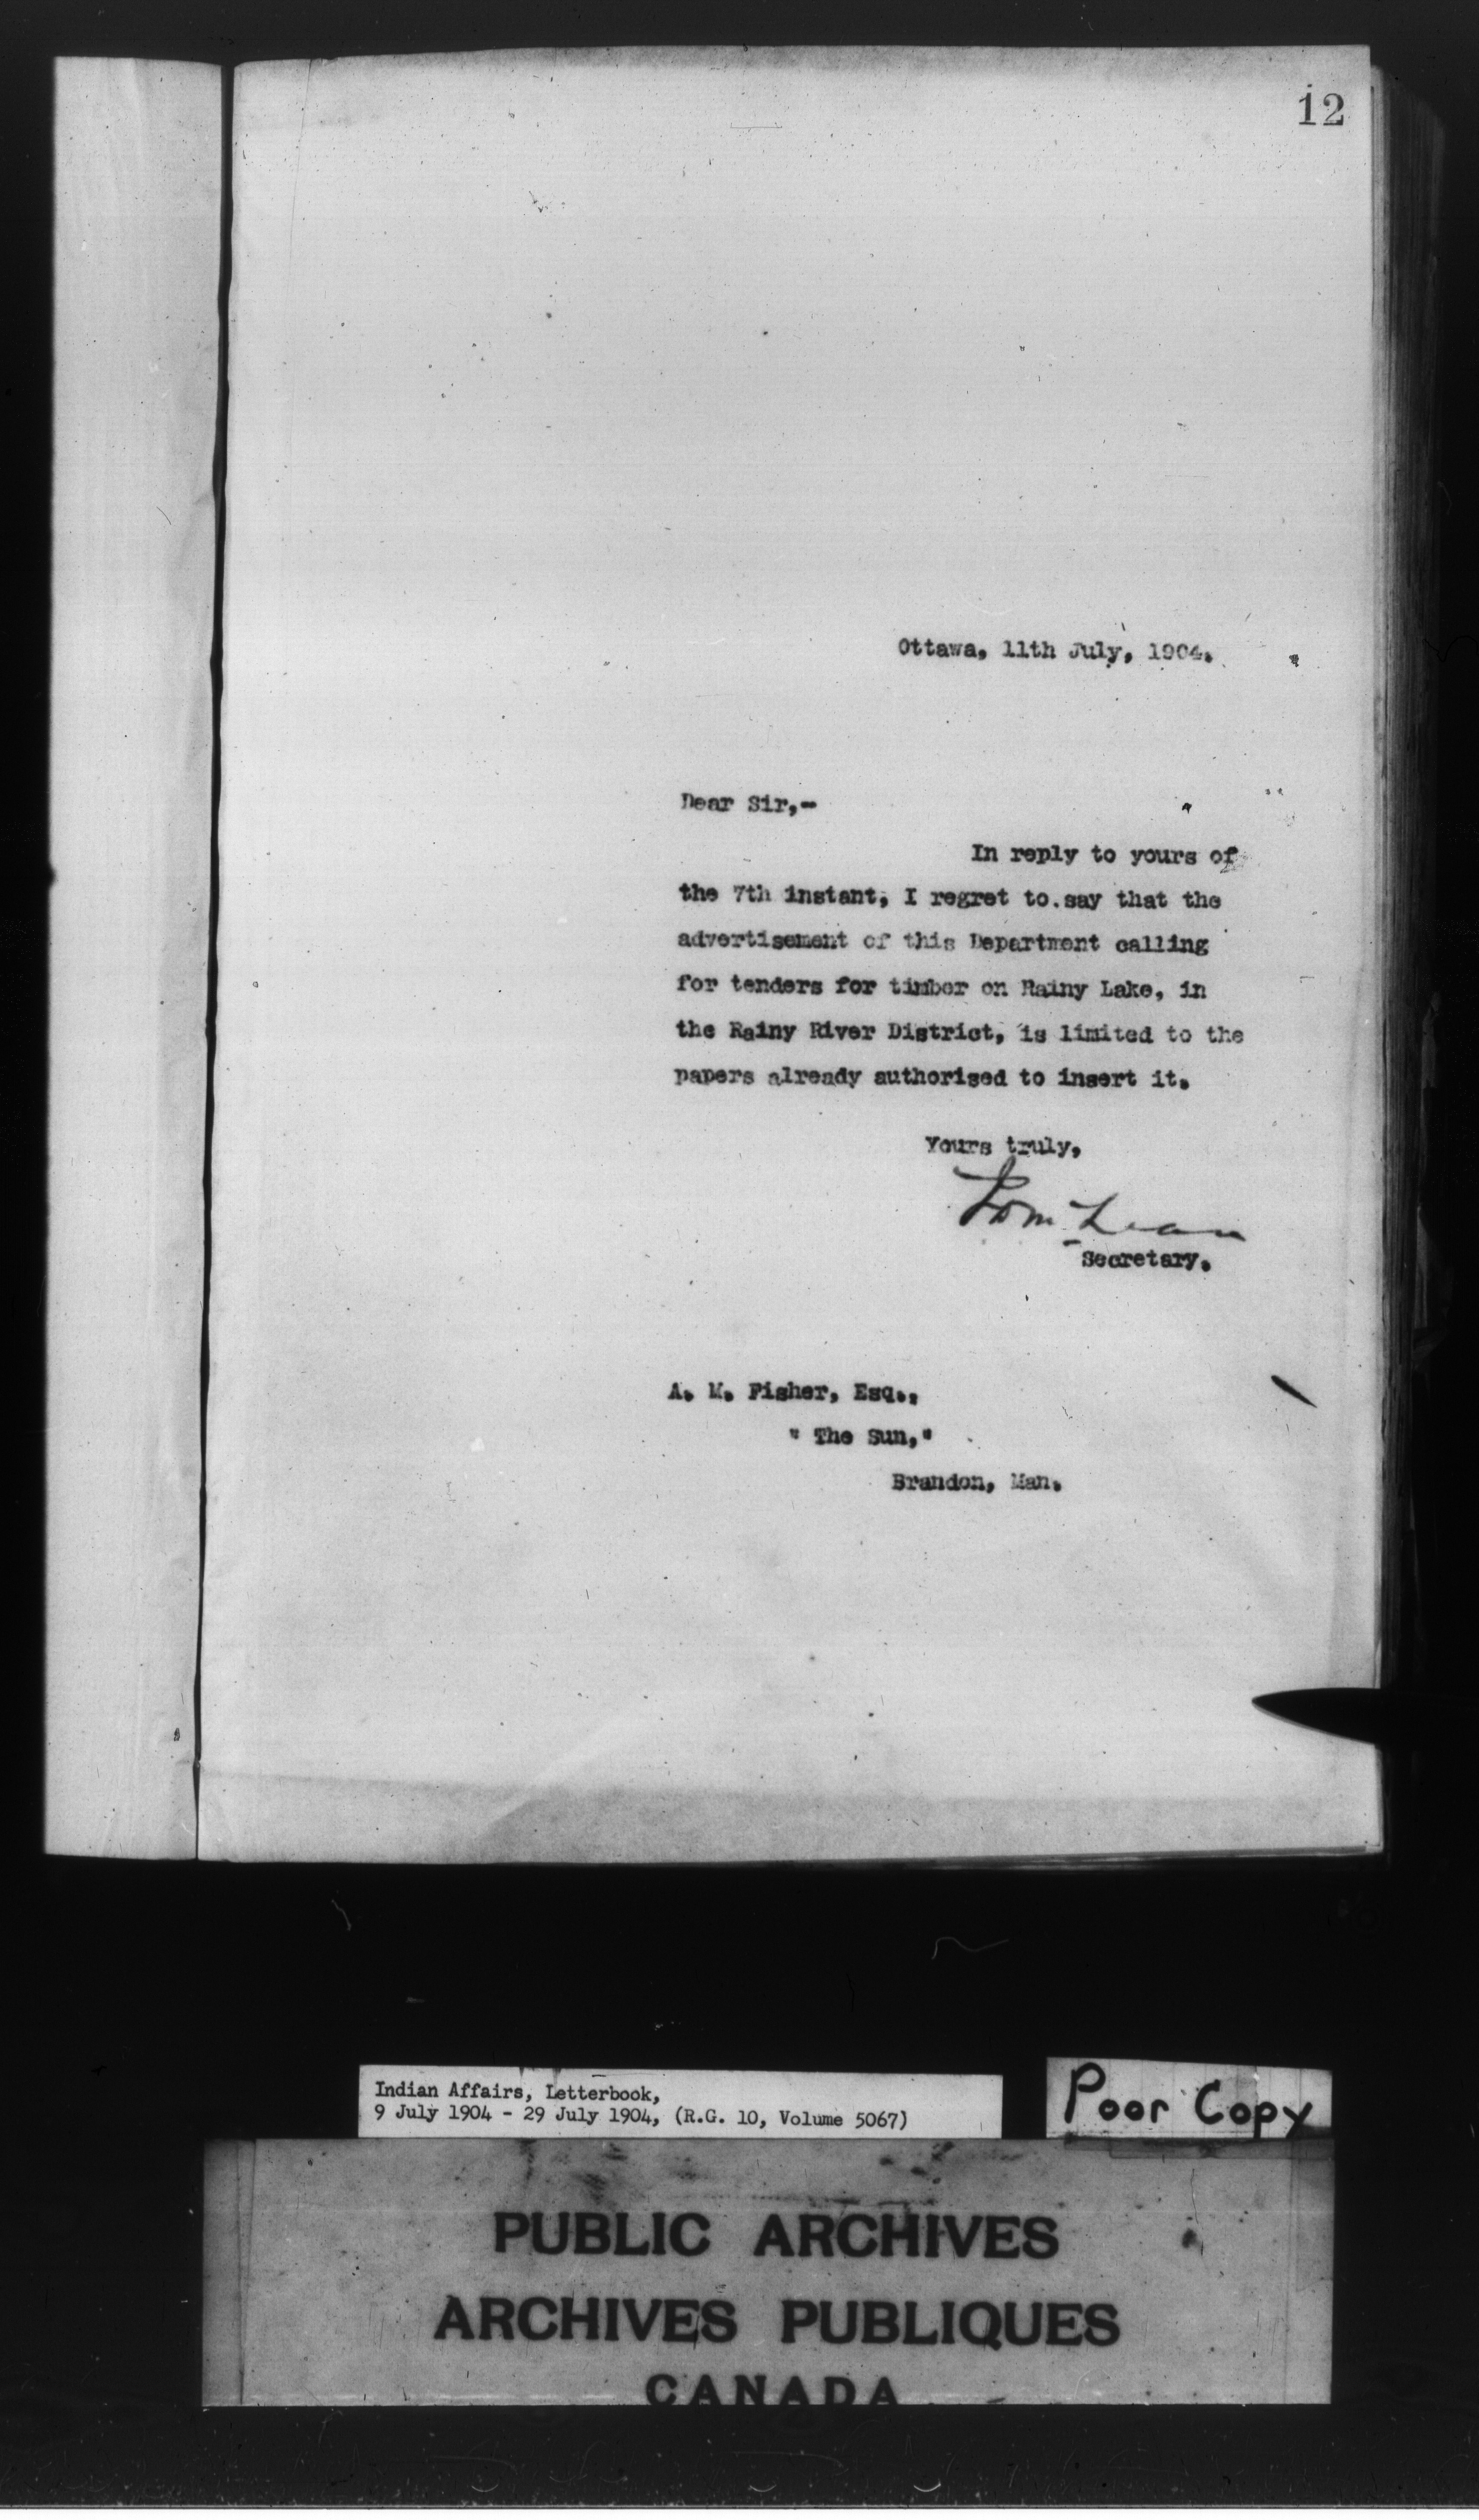 12
Ottawa, 11th July, 1904.
Dear Sir,-
In reply to yours of
the 7th instant, I regret to say that the
advertisement of this Department calling
for tenders for timber on Rainy Lake, in
the Rainy River District, is limited to the
papers already authorised to insert it.
Yours truly,
Secretary.
A. M. Fisher, Esq.,
" The Sun,"
Brandon, Man.
Indian Affairs, Letterbook,
9 July 1904 - 29 July 1904, (R.G. 10, Volume 5067)
Poor Copy
PUBLIC ARCHIVES
ARCHIVES PUBLIQUES
CANADA